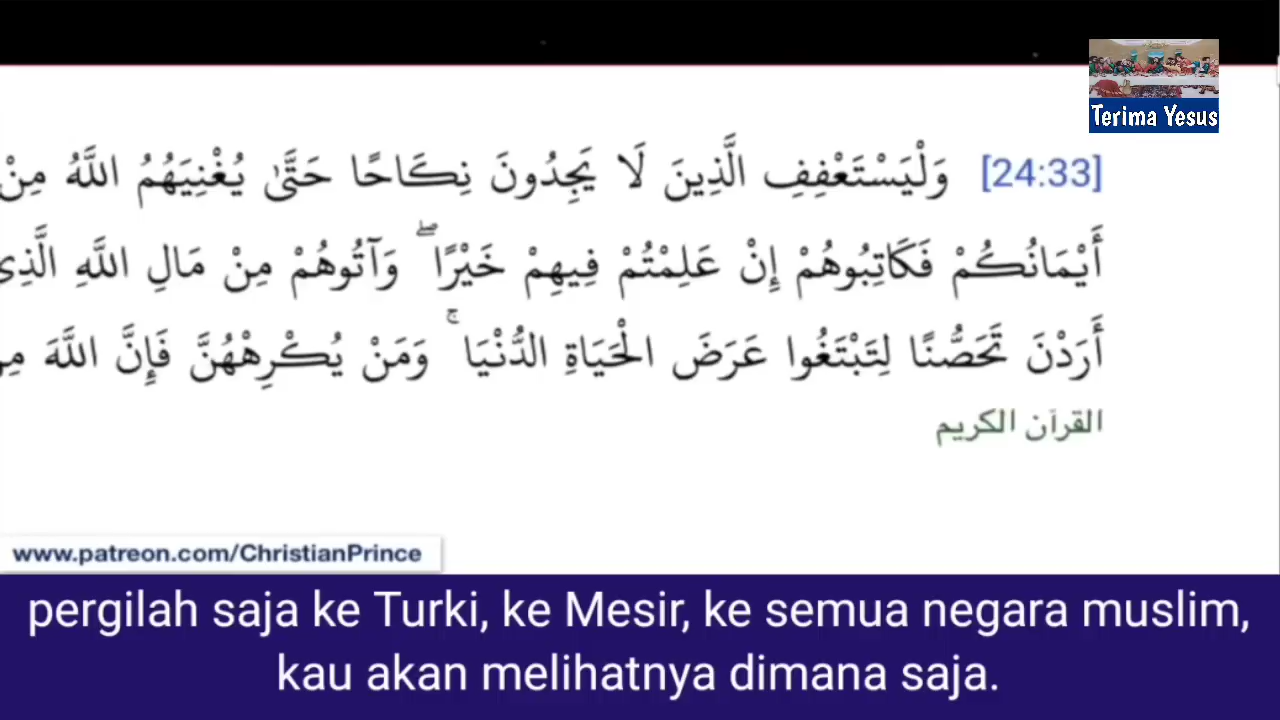 Terima Yesus
[24:33] وَلْيَسْتَعْفِفِ الَّذِينَ لَا يَجِدُونَ نِكَاحًا حَتَّىٰ يُغْنِيَهُمُ اللَّهُ مِنْ
أَيْمَانُكُمْ فَكَاتِبُوهُمْ إِنْ عَلِمْتُمْ فِيهِمْ خَيْرًا ۖ وَآتُوهُمْ مِنْ مَالِ اللَّهِ الَّذِي
أَرَدْنَ تَحَصُّنًا لِتَبْتَغُوا عَرَضَ الْحَيَاةِ الدُّنْيَا ۚ وَمَنْ يُكْرِهْهُنَّ فَإِنَّ اللَّهَ
القرآن الكريم
www.patreon.com/ChristianPrince
pergilah saja ke Turki, ke Mesir, ke semua negara muslim,
kau akan melihatnya dimana saja.